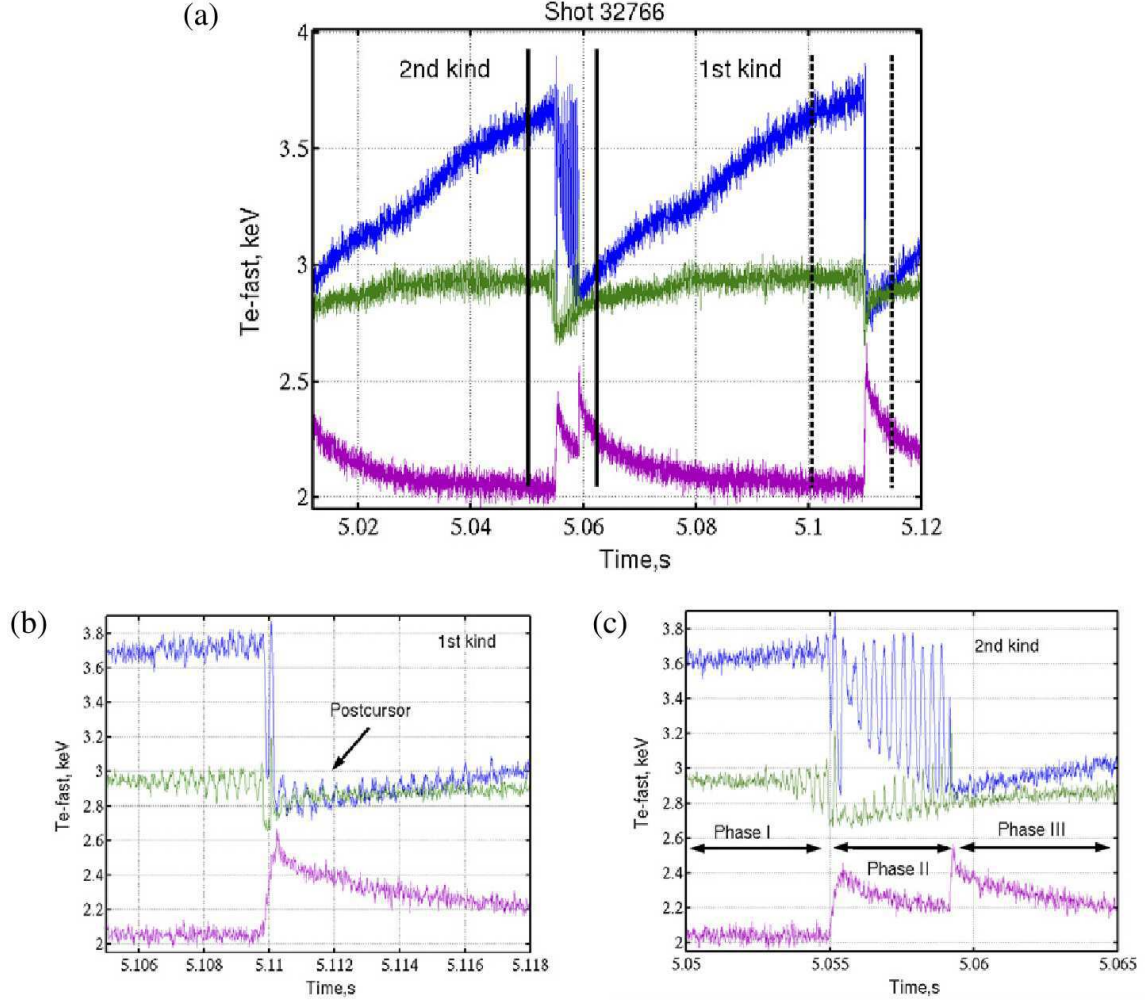 (a)
Shot 32766
4
3.5
3
2.5
2
Te-fast, keV
2nd kind
1st kind
5.02 5.04 5.06 5.08 5.1 5.12
Time,s
(b)
3.8
3.6
3.4
3.2
3
2.8
2.6
2.4
2.2
2
Te-fast, keV
1st kind
Postcursor
5.106 5.108 5.11 5.112 5.114 5.116 5.118
Time,s
(c)
3.8
3.6
3.4
3.2
3
2.8
2.6
2.4
2.2
2
Te-fast, keV
2nd kind
Phase I
Phase II
Phase III
5.05 5.055 5.06 5.065
Time,s